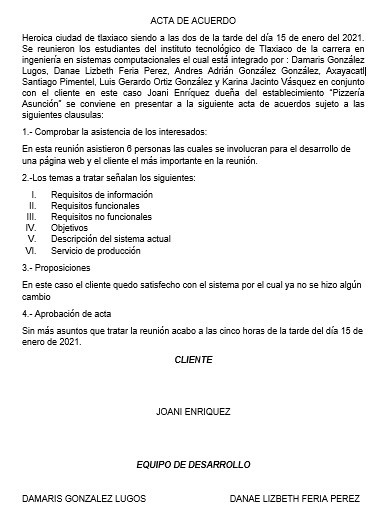 ACTA DE ACUERDO
Heroica ciudad de tlaxiaco siendo a las dos de la tarde del día 15 de enero del 2021.
Se reunieron los estudiantes del instituto tecnológico de Tlaxiaco de la carrera en
ingeniería en sistemas computacionales el cual está integrado por : Damaris González
Lugos, Danae Lizbeth Feria Perez, Andres Adrián González González, Axayacatl
Santiago Pimentel, Luis Gerardo Ortiz González y Karina Jacinto Vásquez en conjunto
con el cliente en este caso Joani Enríquez dueña del establecimiento “Pizzería
Asunción” se conviene en presentar a la siguiente acta de acuerdos sujeto a las
siguientes clausulas:
1.- Comprobar la asistencia de los interesados:
En esta reunión asistieron 6 personas las cuales se involucran para el desarrollo de
una página web y el cliente el más importante en la reunión.
2.-Los temas a tratar señalan los siguientes:
I. Requisitos de información
II. Requisitos funcionales
III. Requisitos no funcionales
IV. Objetivos
V. Descripción del sistema actual
VI. Servicio de producción
3.- Proposiciones
En este caso el cliente quedo satisfecho con el sistema por el cual ya no se hizo algún
cambio
4.- Aprobación de acta
Sin más asuntos que tratar la reunión acabo a las cinco horas de la tarde del día 15 de
enero de 2021.
CLIENTE
JOANI ENRIQUEZ
EQUIPO DE DESARROLLO
DAMARIS GONZALEZ LUGOS DANAE LIZBETH FERIA PEREZ